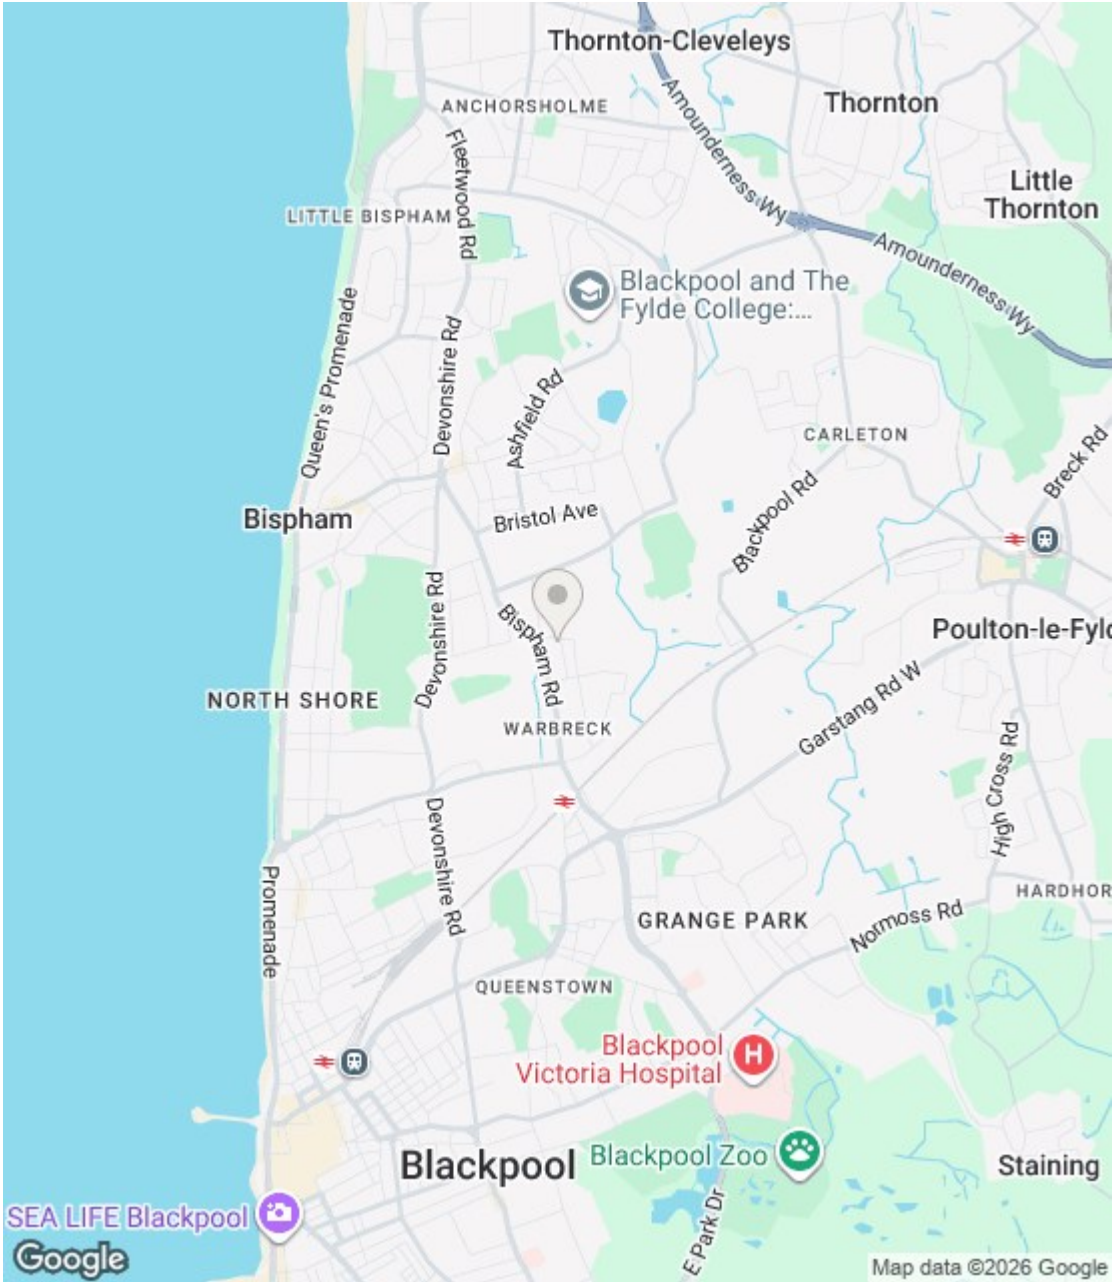 Thornton-Cleveleys
Thornton
ANCHORSHOLME
Amounderness Wy
Fleetwood Rd
Little
Thornton
LITTLE BISPHAM
Amounderness Wy
Blackpool and The
Fylde College:...
Queen's Promenade
Devonshire Rd
Ashfield Rd
CARLETON
Breck Rd
Blackpool Rd
Bispham
Bristol Ave
Devonshire Rd
Bispham Rd
Poulton-le-Fyld
NORTH SHORE
Garstang Rd W
WARBRECK
High Cross Rd
Devonshire Rd
Promenade
HARDHOR
GRANGE PARK
Normoss Rd
QUEENSTOWN
Blackpool
Victoria Hospital
H
Blackpool
Blackpool Zoo
Staining
SEA LIFE Blackpool
E Park Dr
Google
Map data ©2026 Google